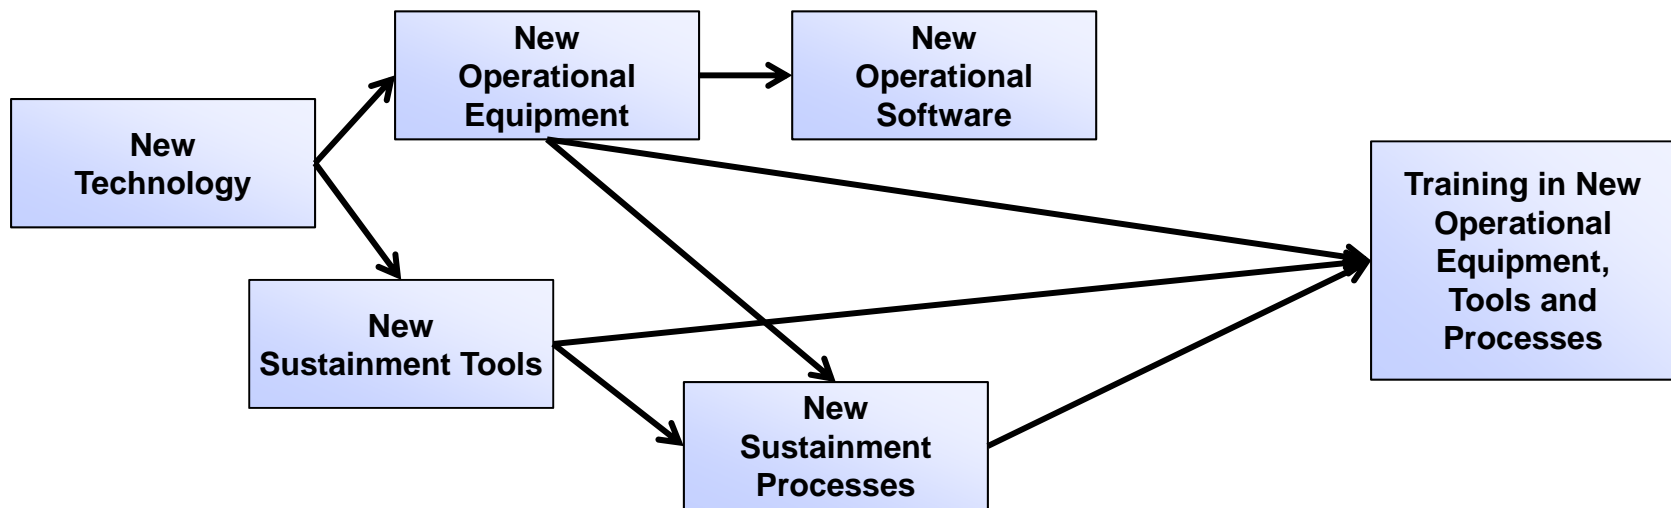 New
Technology
New
Operational
Equipment
New
Operational
Software
New
Sustainment Tools
New
Sustainment
Processes
Training in New
Operational
Equipment,
Tools and
Processes